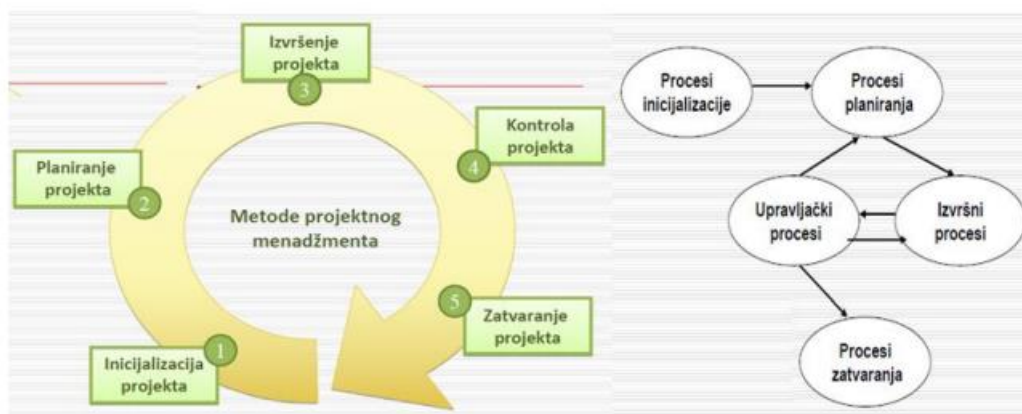 Izvršenje
projekta
3
Kontrola
projekta
4
Planiranje
projekta
2
Metode projektnog
menadžmenta
5
Zatvaranje
projekta
1
Inicijalizacija
projekta
Procesi
inicijalizacije
Procesi
planiranja
Upravljački
procesi
Izvršni
procesi
Procesi
zatvaranja